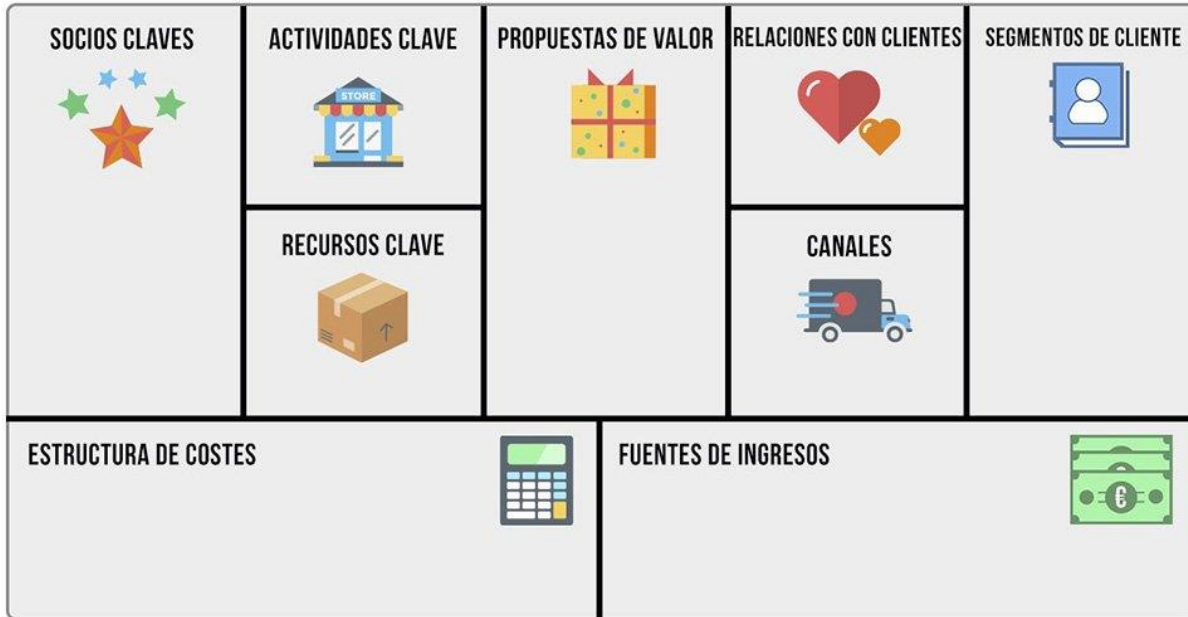 SOCIOS CLAVES
ACTIVIDADES CLAVE
STORE
RECURSOS CLAVE
PROPUESTAS DE VALOR
RELACIONES CON CLIENTES
CANALES
SEGMENTOS DE CLIENTE
ESTRUCTURA DE COSTES
FUENTES DE INGRESOS
€